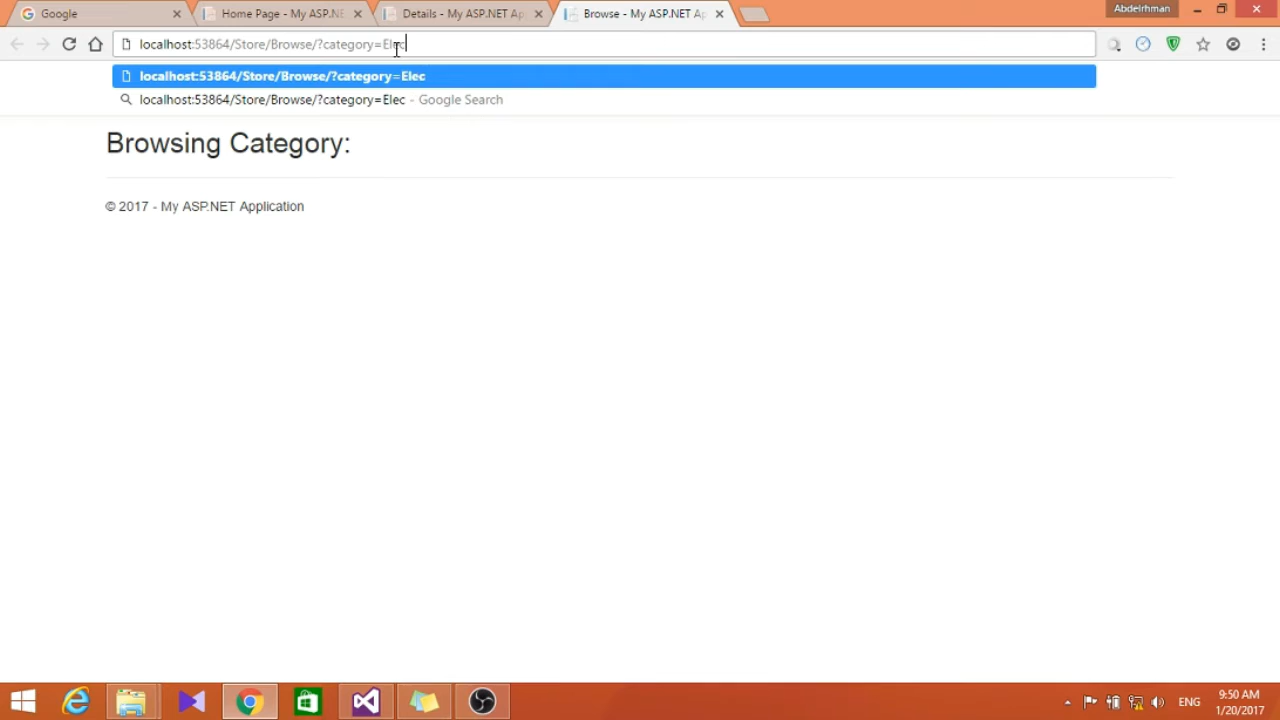 Google
Home Page - My ASP.NE
Details - My ASP.NET Ap
Browse - My ASP.NET Ap
Abdelrhman
localhost:53864/Store/Browse/?category=Elec
localhost:53864/Store/Browse/?category=Elec
localhost:53864/Store/Browse/?category=Elec - Google Search
Browsing Category:
© 2017 - My ASP.NET Application
ENG
9:50 AM
1/20/2017